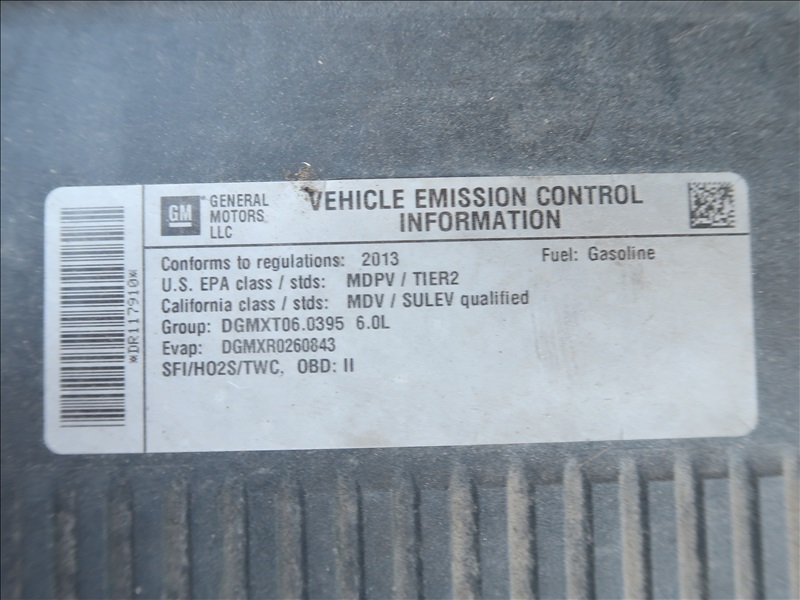 GM
GENERAL
MOTORS
LLC
VEHICLE EMISSION CONTROL
INFORMATION
Conforms to regulations: 2013
Fuel: Gasoline
U.S. EPA class / stds: MDPV / TIER2
California class / stds: MDV / SULEV qualified
Group: DGMXT06.0395 6.0L
Evap: DGMXR0260843
SFI/HO2S/TWC, OBD: II
*DR117910*